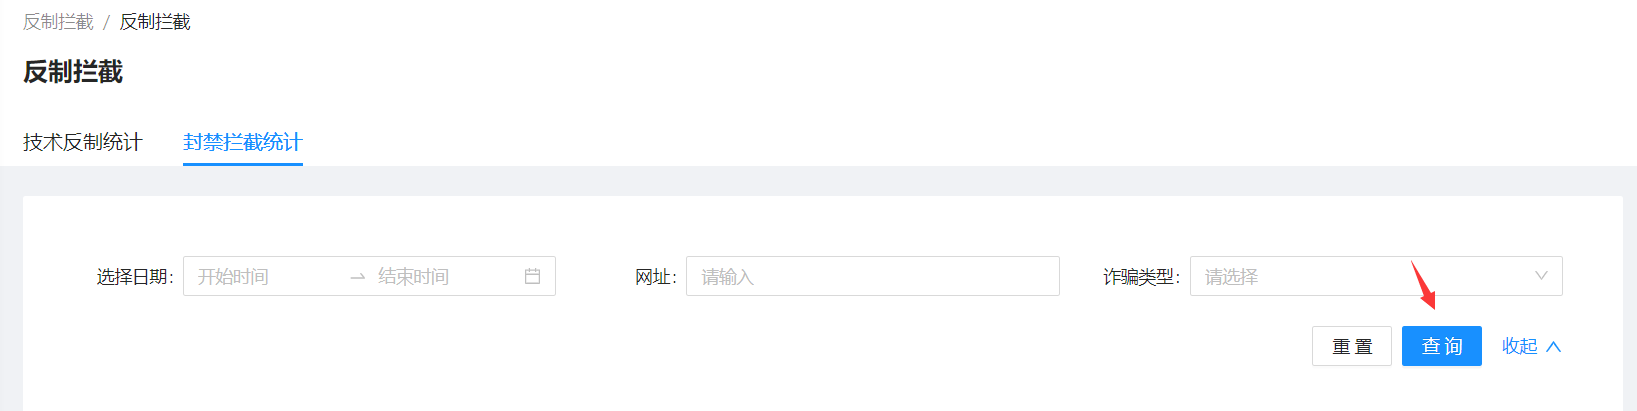 反制拦截 / 反制拦截
反制拦截
技术反制统计 封禁拦截统计
选择日期: 开始时间 结束时间 网址: 请输入 诈骗类型: 请选择
重 置 查 询 收起